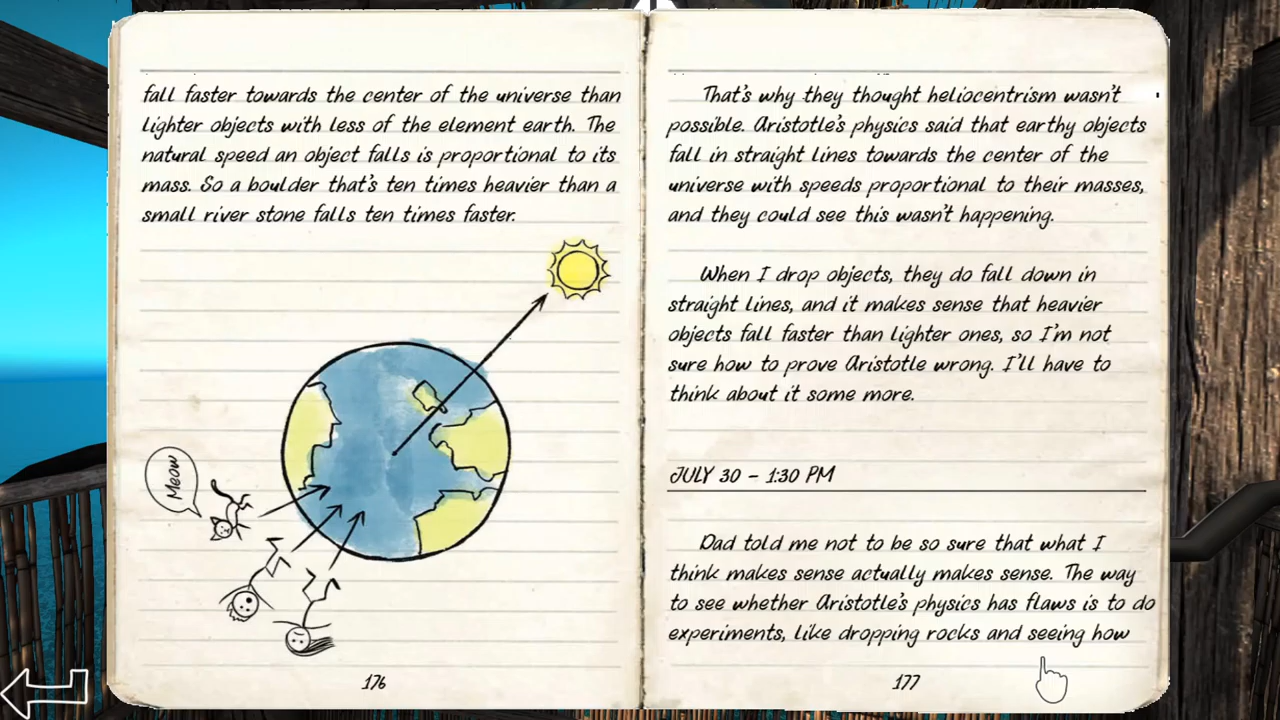 fall faster towards the center of the universe than
lighter objects with less of the element earth. The
natural speed an object falls is proportional to its
mass. So a boulder that's ten times heavier than a
small river stone falls ten times faster.
Meow
176
That's why they thought heliocentrism wasn't
possible. Aristotle's physics said that earthy objects
fall in straight lines towards the center of the
universe with speeds proportional to their masses,
and they could see this wasn't happening.
When I drop objects, they do fall down in
straight lines, and it makes sense that heavier
objects fall faster than lighter ones, so I'm not
sure how to prove Aristotle wrong. I'll have to
think about it some more.
JULY 30 - 1:30 PM
Dad told me not to be so sure that what I
think makes sense actually makes sense. The way
to see whether Aristotle's physics has flaws is to do
experiments, like dropping rocks and seeing how
177